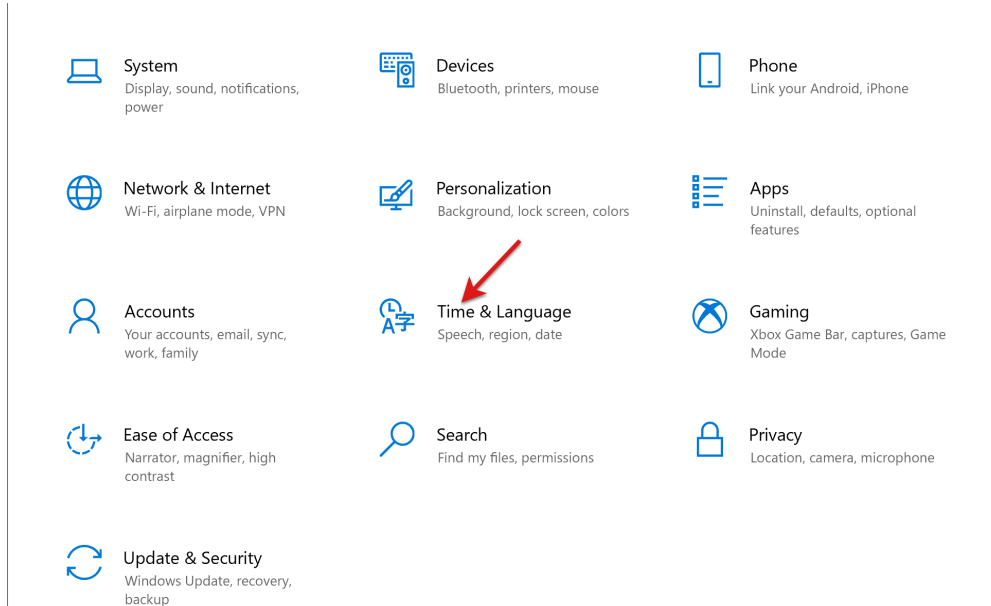 System
Display, sound, notifications,
power
Devices
Bluetooth, printers, mouse
Phone
Link your Android, iPhone
Network & Internet
Wi-Fi, airplane mode, VPN
Personalization
Background, lock screen, colors
Apps
Uninstall, defaults, optional
features
Accounts
Your accounts, email, sync,
work, family
A字
Time & Language
Speech, region, date
Gaming
Xbox Game Bar, captures, Game
Mode
Ease of Access
Narrator, magnifier, high
contrast
Search
Find my files, permissions
Privacy
Location, camera, microphone
Update & Security
Windows Update, recovery,
backup